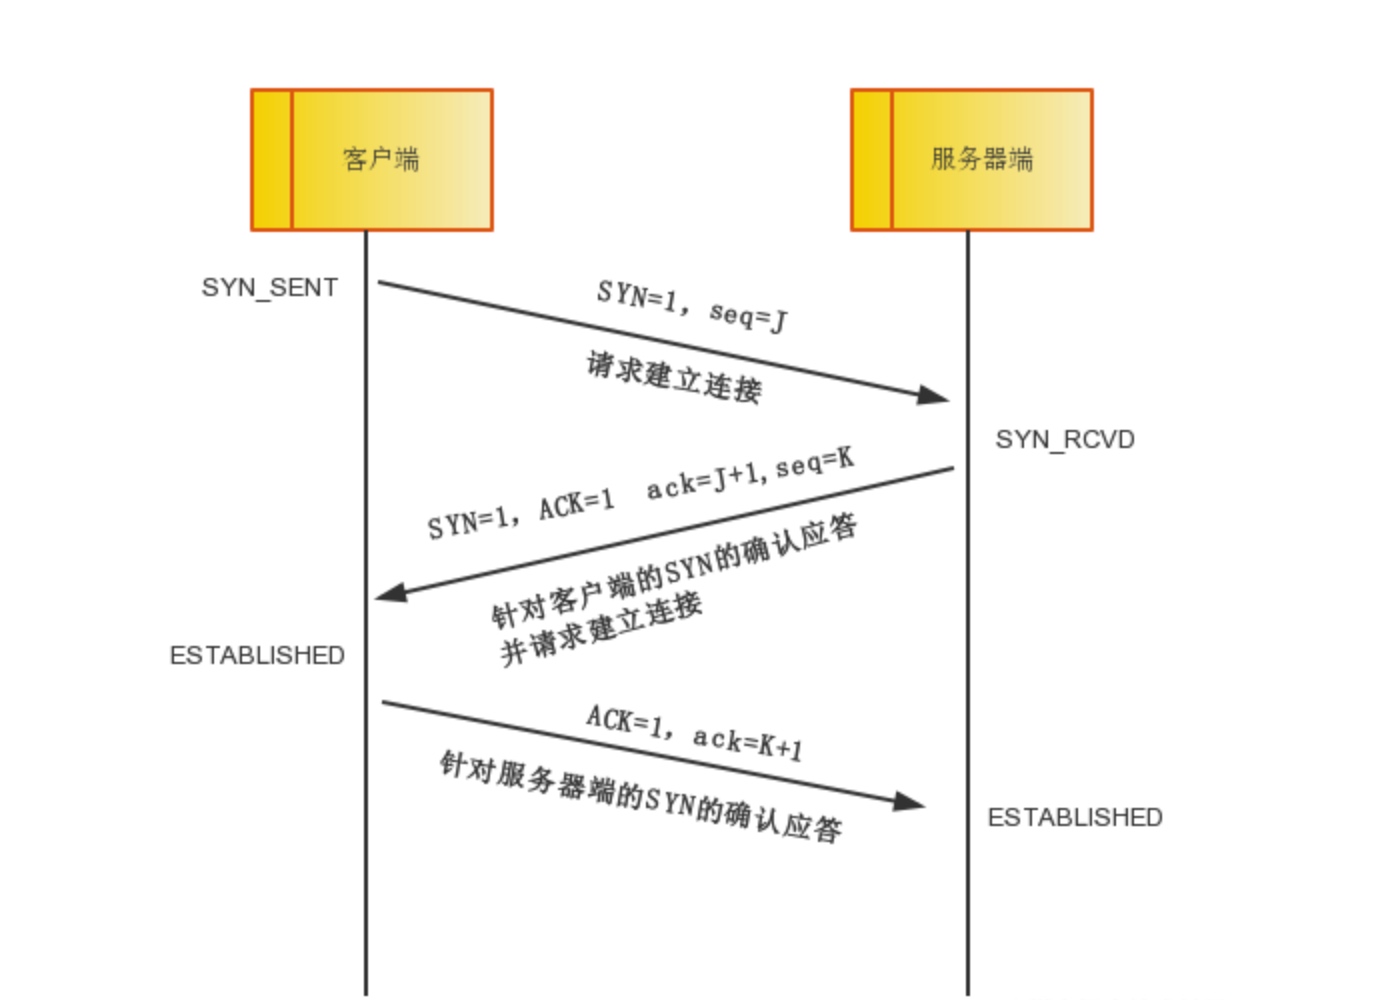 客户端
服务器端
SYN_SENT
SYN=1, seq=J
请求建立连接
SYN_RCVD
SYN=1, ACK=1 ack=J+1,seq=K
针对客户端的SYN的确认应答
并请求建立连接
ESTABLISHED
ACK=1, ack=K+1
针对服务器端的SYN的确认应答
ESTABLISHED